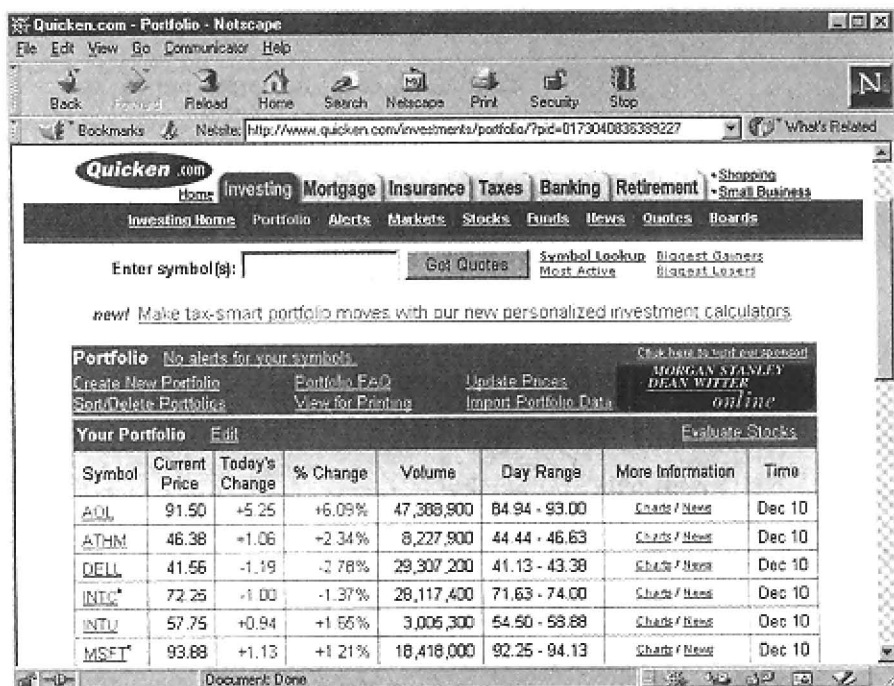 Quicken.com - Portfolio - Netscape
File Edit View Go Communicator Help
Back Forward Reload Home Search Netscape Print Security Stop
Bookmarks Netsite: http://www.quicken.com/investments/portfolio/?pid=0173040836389227 What's Related
Quicken.com
Home Investing Mortgage Insurance Taxes Banking Retirement Shopping
Small Business
Investing Home Portfolio Alerts Markets Stocks Funds News Quotes Boards
Enter symbol(s): Get Quotes Symbol Lookup Biggest Gainers
Most Active Biggest Losers
new! Make tax-smart portfolio moves with our new personalized investment calculators
Portfolio No alerts for your symbols. Click here to visit our sponsor!
Create New Portfolio Portfolio FAQ Update Prices MORGAN STANLEY
DEAN WITTER
Sort/Delete Portfolios View for Printing Import Portfolio Data online
Your Portfolio Edit Evaluate Stocks
Symbol Current Price Today's Change % Change Volume Day Range More Information Time
AOL 91.50 +5.25 +6.09% 47,388,900 84.94 - 93.00 Charts / News Dec 10
ATHM 46.38 +1.06 +2.34% 8,227,900 44.44 - 46.63 Charts / News Dec 10
DELL 41.56 -1.19 -2.78% 29,307,200 41.13 - 43.38 Charts / News Dec 10
INTC* 72.25 -1.00 -1.37% 28,117,400 71.63 - 74.00 Charts / News Dec 10
INTU 57.75 +0.94 +1.65% 3,005,300 54.50 - 58.88 Charts / News Dec 10
MSFT* 93.88 +1.13 +1.21% 18,418,000 92.25 - 94.13 Charts / News Dec 10
Document: Done